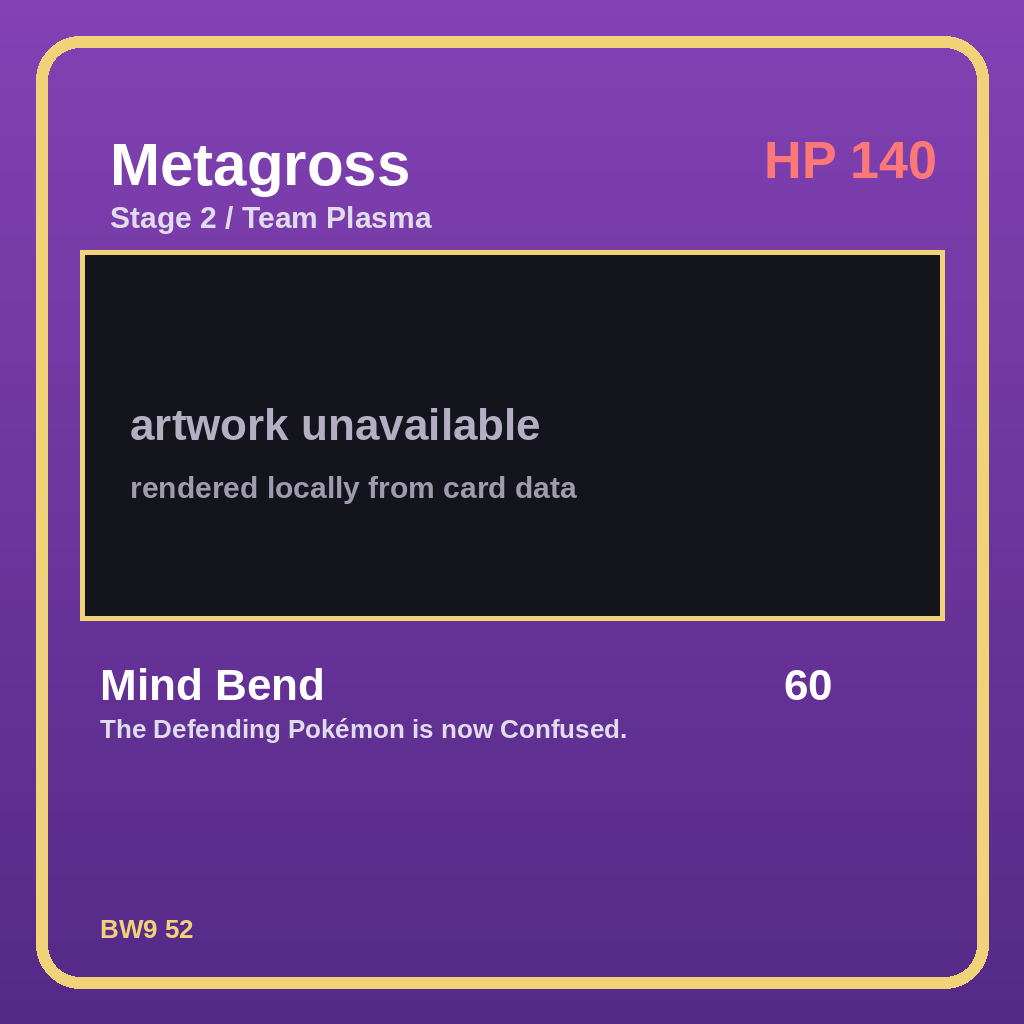 Metagross
HP 140
Stage 2 / Team Plasma
artwork unavailable
rendered locally from card data
Mind Bend
60
The Defending Pokémon is now Confused.
BW9 52